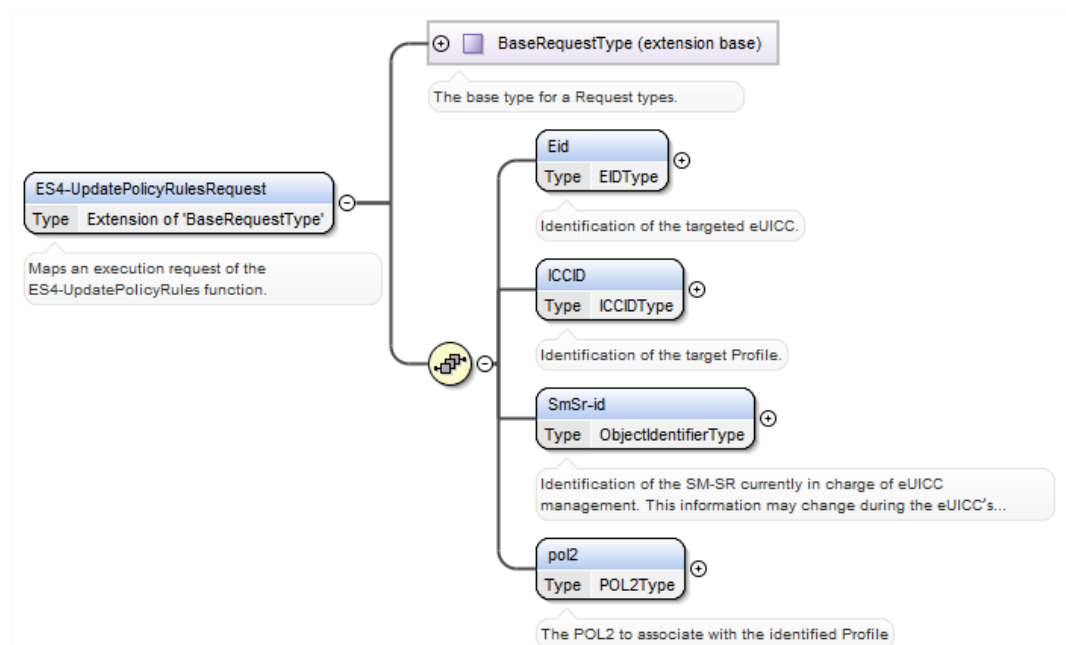 BaseRequestType (extension base)
The base type for a Request types.
Eid
Type EIDType
Identification of the targeted eUICC.
ES4-UpdatePolicyRulesRequest
Type Extension of 'BaseRequestType'
Maps an execution request of the
ES4-UpdatePolicyRules function.
ICCID
Type ICCIDType
Identification of the target Profile.
SmSr-id
Type ObjectIdentifierType
Identification of the SM-SR currently in charge of eUICC
management. This information may change during the eUICC's...
pol2
Type POL2Type
The POL2 to associate with the identified Profile